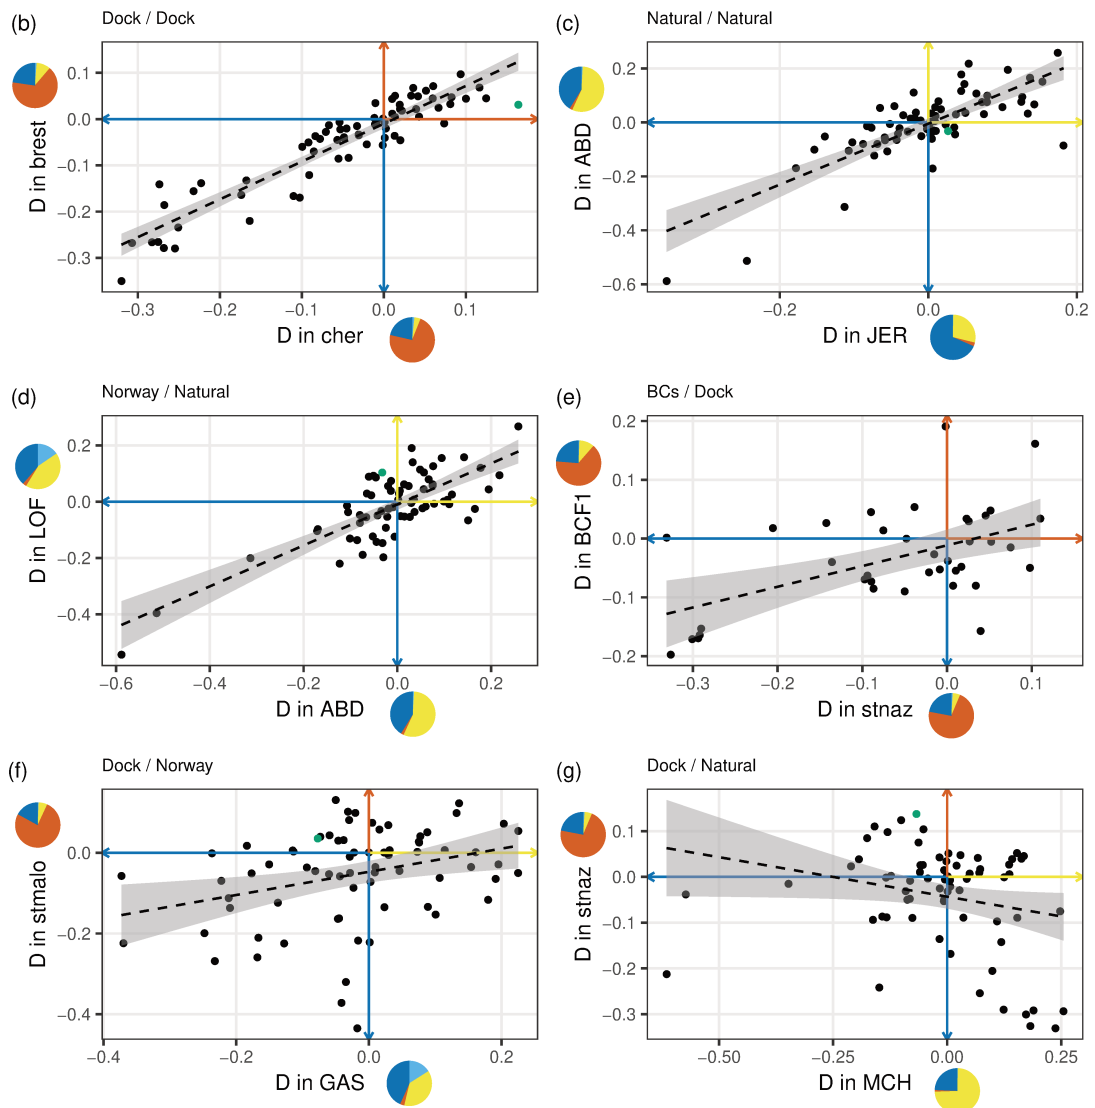 (b) Dock / Dock
0.1
0.0
−0.1
−0.2
−0.3
D in brest
−0.3 −0.2 −0.1 0.0 0.1
D in cher
(c) Natural / Natural
0.2
0.0
−0.2
−0.4
−0.6
D in ABD
−0.2 0.0 0.2
D in JER
(d) Norway / Natural
0.2
0.0
−0.2
−0.4
D in LOF
−0.6 −0.4 −0.2 0.0 0.2
D in ABD
(e) BCs / Dock
0.2
0.1
0.0
−0.1
−0.2
D in BCF1
−0.3 −0.2 −0.1 0.0 0.1
D in stnaz
(f) Dock / Norway
0.0
−0.2
−0.4
D in stmalo
−0.4 −0.2 0.0 0.2
D in GAS
(g) Dock / Natural
0.1
0.0
−0.1
−0.2
−0.3
D in stnaz
−0.50 −0.25 0.00 0.25
D in MCH